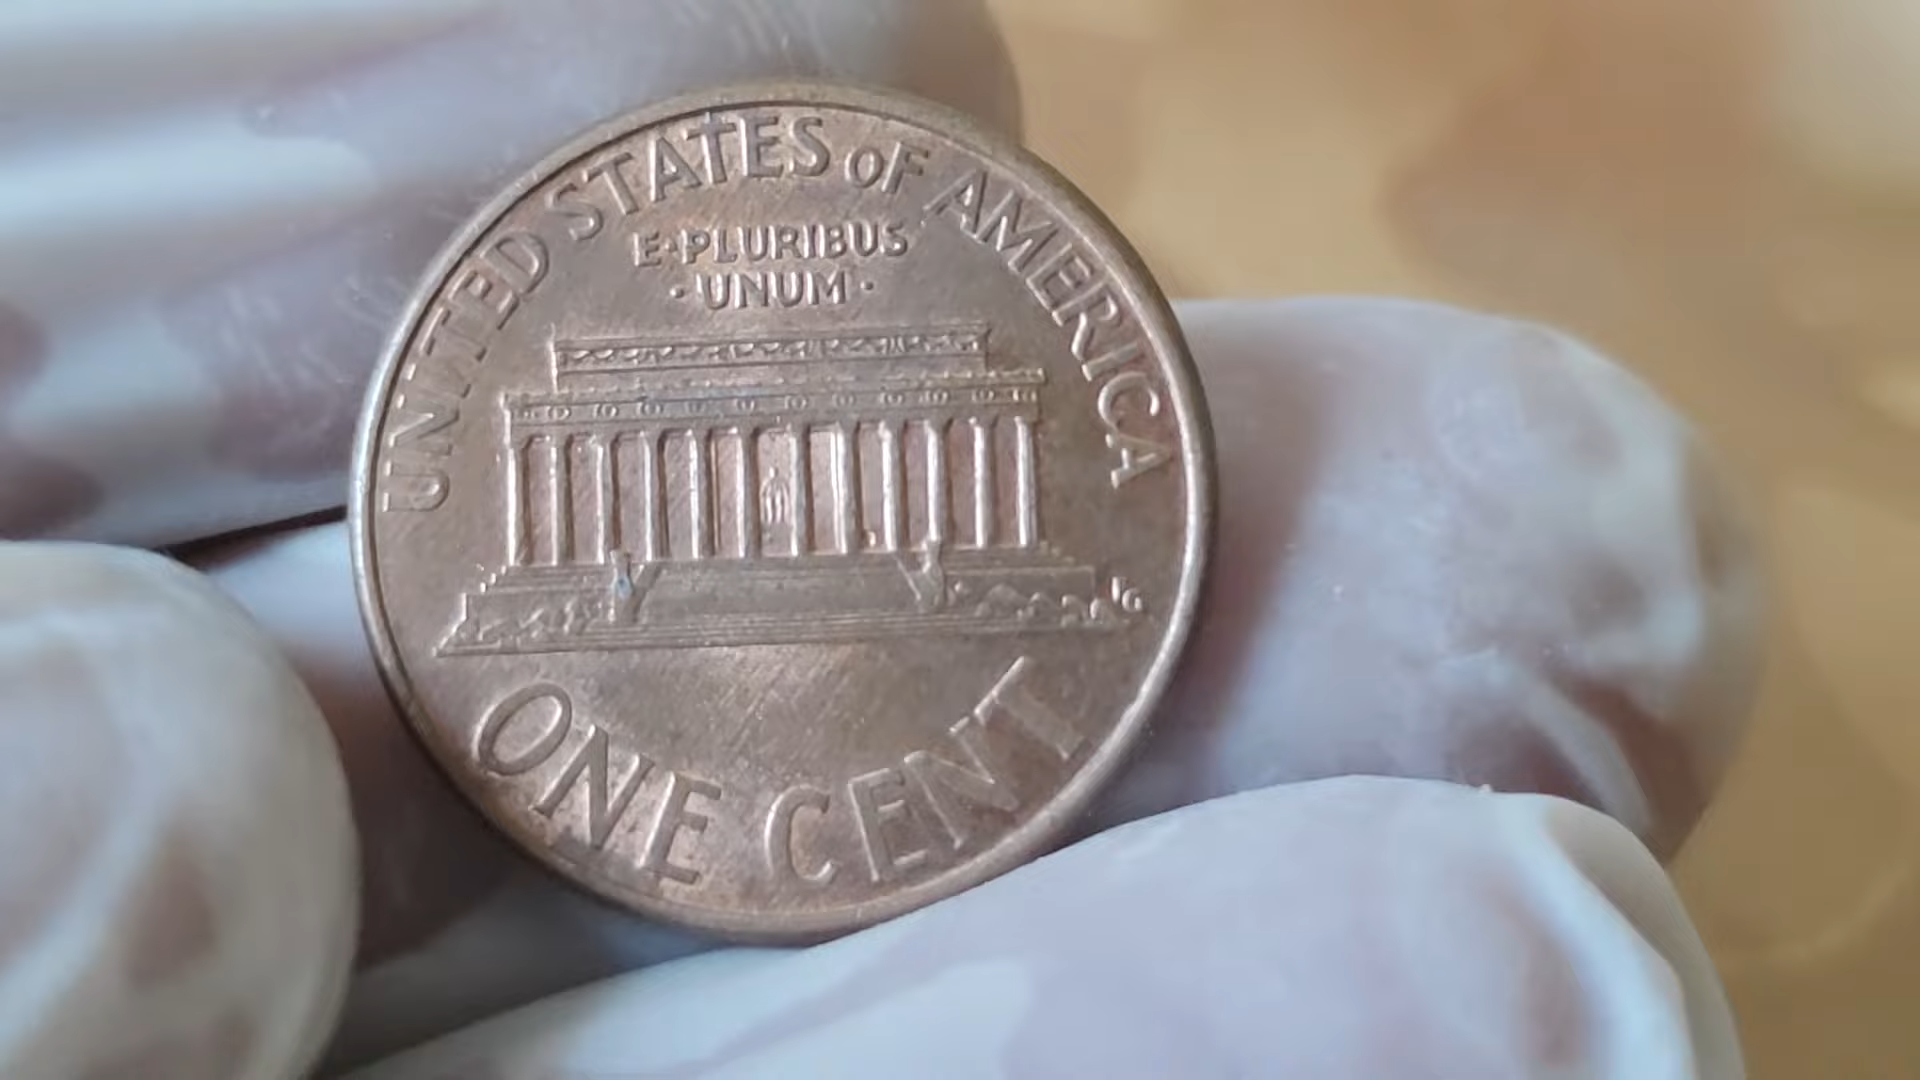 UNITED STATES OF AMERICA
E·PLURIBUS
·UNUM·
ONE CENT